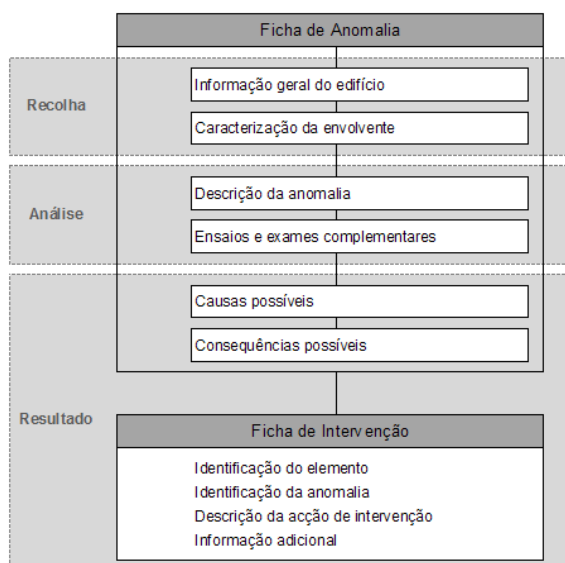 Ficha de Anomalia
Recolha
Informação geral do edifício
Caracterização da envolvente
Análise
Descrição da anomalia
Ensaios e exames complementares
Resultado
Causas possíveis
Consequências possíveis
Ficha de Intervenção
Identificação do elemento
Identificação da anomalia
Descrição da acção de intervenção
Informação adicional